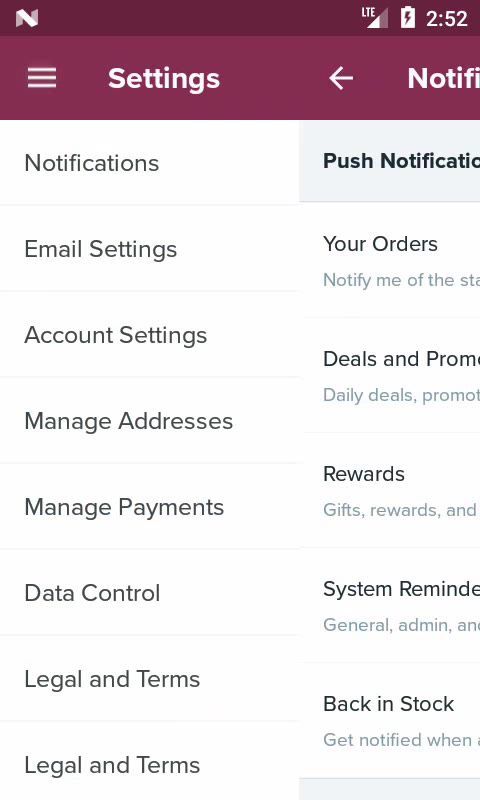 LTE 2:52
Settings
Notifications
Email Settings
Account Settings
Manage Addresses
Manage Payments
Data Control
Legal and Terms
Legal and Terms
Notifi
Push Notificatio
Your Orders
Notify me of the sta
Deals and Promo
Daily deals, promot
Rewards
Gifts, rewards, and
System Reminde
General, admin, and
Back in Stock
Get notified when a